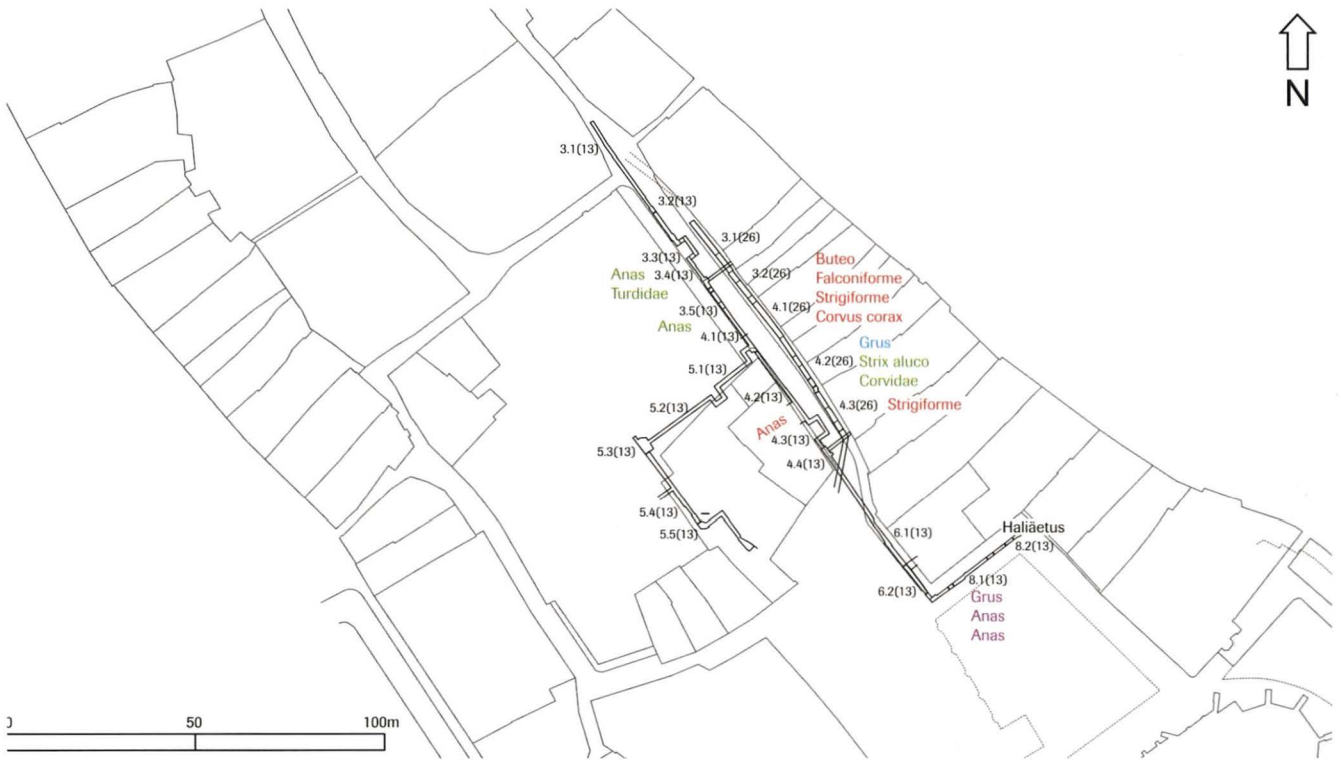 N
3.1(13)
3.2(13)
3.1(26)
3.3(13)
Anas 3.4(13)
Turdidae
3.2(26)
Buteo
Falconiforme
Strigiforme
Corvus corax
4.1(26)
3.5(13)
Anas
4.1(13)
Grus
4.2(26) Strix aluco
Corvidae
5.1(13)
4.2(13)
4.3(26) Strigiforme
5.2(13)
Anas
4.3(13)
5.3(13)
4.4(13)
5.4(13)
5.5(13)
6.1(13)
Haliäetus
8.2(13)
8.1(13)
6.2(13)
Grus
Anas
Anas
0 50 100m